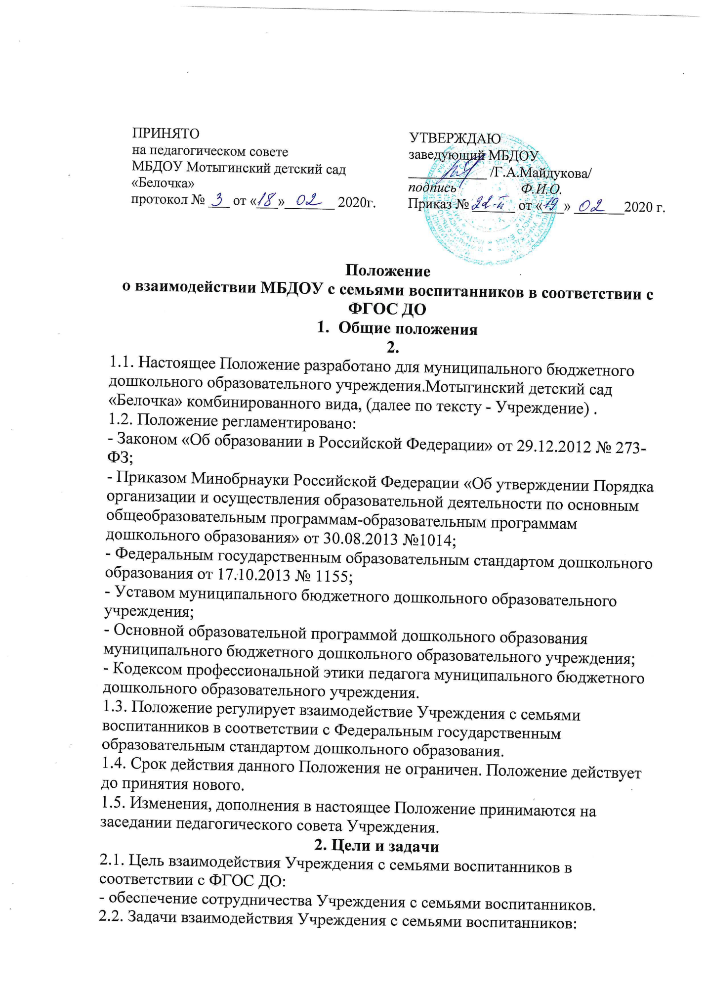 ПРИНЯТО
на педагогическом совете
МБДОУ Мотыгинский детский сад
«Белочка»
протокол № 3 от «18» 02 2020г.
УТВЕРЖДАЮ
заведующий МБДОУ
/Г.А.Майдукова/
подпись Ф.И.О.
Приказ № 22-п от «19» 02 2020 г.
Положение
о взаимодействии МБДОУ с семьями воспитанников в соответствии с
ФГОС ДО
1. Общие положения
2.
1.1. Настоящее Положение разработано для муниципального бюджетного
дошкольного образовательного учреждения.Мотыгинский детский сад
«Белочка» комбинированного вида, (далее по тексту - Учреждение) .
1.2. Положение регламентировано:
- Законом «Об образовании в Российской Федерации» от 29.12.2012 № 273-
ФЗ;
- Приказом Минобрнауки Российской Федерации «Об утверждении Порядка
организации и осуществления образовательной деятельности по основным
общеобразовательным программам-образовательным программам
дошкольного образования» от 30.08.2013 №1014;
- Федеральным государственным образовательным стандартом дошкольного
образования от 17.10.2013 № 1155;
- Уставом муниципального бюджетного дошкольного образовательного
учреждения;
- Основной образовательной программой дошкольного образования
муниципального бюджетного дошкольного образовательного учреждения;
- Кодексом профессиональной этики педагога муниципального бюджетного
дошкольного образовательного учреждения.
1.3. Положение регулирует взаимодействие Учреждения с семьями
воспитанников в соответствии с Федеральным государственным
образовательным стандартом дошкольного образования.
1.4. Срок действия данного Положения не ограничен. Положение действует
до принятия нового.
1.5. Изменения, дополнения в настоящее Положение принимаются на
заседании педагогического совета Учреждения.
2. Цели и задачи
2.1. Цель взаимодействия Учреждения с семьями воспитанников в
соответствии с ФГОС ДО:
- обеспечение сотрудничества Учреждения с семьями воспитанников.
2.2. Задачи взаимодействия Учреждения с семьями воспитанников: